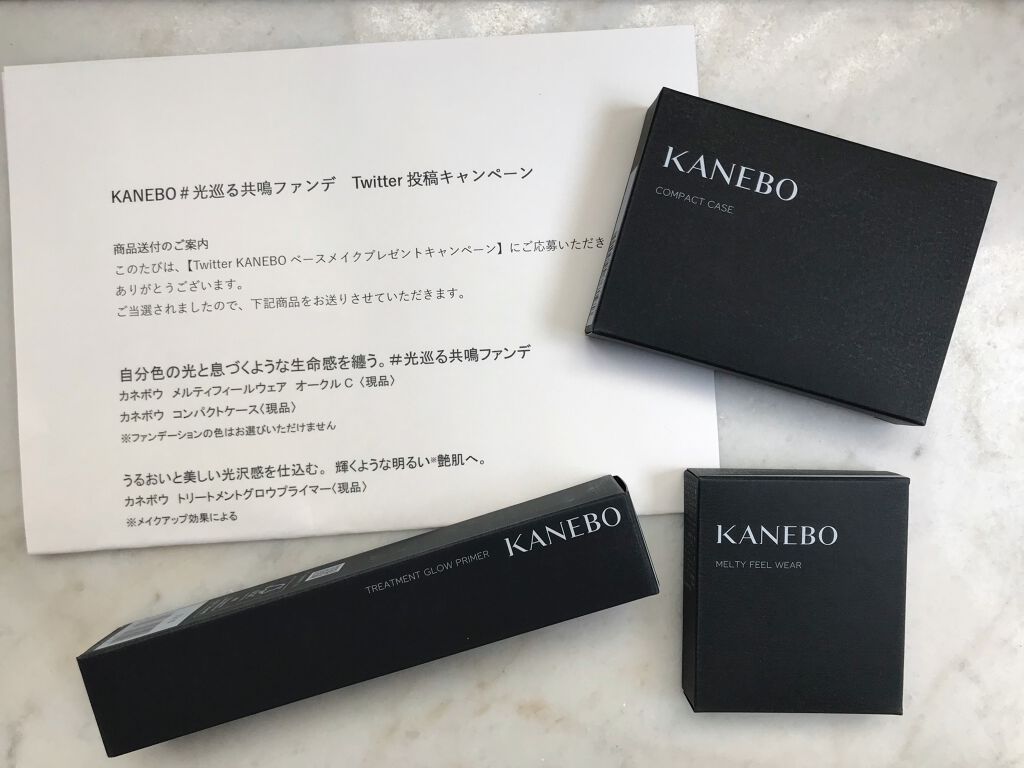 KANEBO＃光巡る共鳴ファンデ Twitter 投稿キャンペーン
商品送付のご案内
このたびは、【Twitter KANEBO ベースメイクプレゼントキャンペーン】にご応募いただき
ありがとうございます。
ご当選されましたので、下記商品をお送りさせていただきます。
自分色の光と息づくような生命感を纏う。＃光巡る共鳴ファンデ
カネボウ メルティフィールウェア オークルC〈現品〉
カネボウ コンパクトケース〈現品〉
※ファンデーションの色はお選びいただけません
うるおいと美しい光沢感を仕込む。輝くような明るい※艶肌へ。
カネボウ トリートメントグロウプライマー〈現品〉
※メイクアップ効果による
KANEBO
COMPACT CASE
KANEBO
TREATMENT GLOW PRIMER
KANEBO
MELTY FEEL WEAR